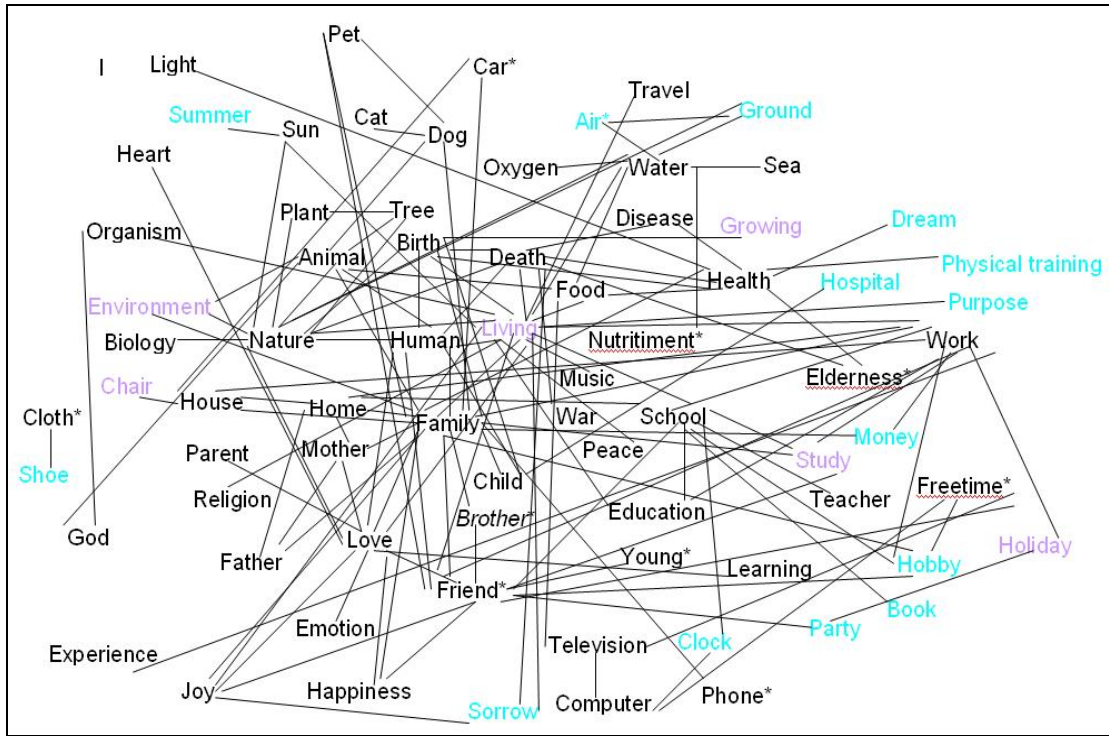 Pet
I
Light
Car*
Travel
Summer
Sun
Cat
Dog
Air*
Ground
Heart
Oxygen
Water
Sea
Plant
Tree
Disease
Growing
Dream
Organism
Animal
Birth
Death
Health
Physical training
Hospital
Environment
Food
Purpose
Living
Biology
Nature
Human
Nutritiment*
Work
Chair
House
Home
Music
Elderness*
Cloth*
Family
War
School
Money
Shoe
Parent
Mother
Peace
Study
Religion
Child
Freetime*
Teacher
God
Brother*
Education
Love
Holiday
Father
Young*
Learning
Hobby
Friend*
Book
Emotion
Party
Experience
Television
Clock
Joy
Happiness
Sorrow
Computer
Phone*